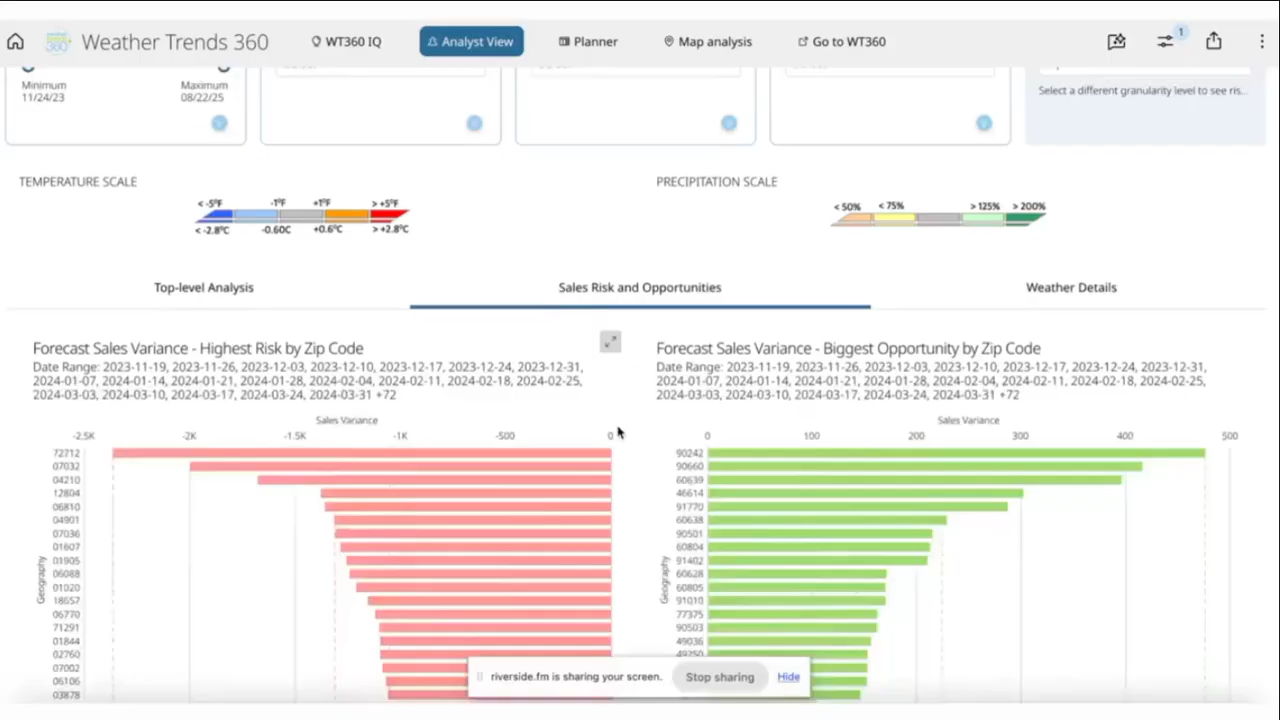 Weather Trends 360
WT360 IQ
Analyst View
Planner
Map analysis
Go to WT360
1
Minimum
11/24/23
Maximum
08/22/25
Select a different granularity level to see ris...
TEMPERATURE SCALE
< -5°F -1°F +1°F > +5°F
< -2.8°C -0.60C +0.6°C > +2.8°C
PRECIPITATION SCALE
< 50% < 75% > 125% > 200%
Top-level Analysis
Sales Risk and Opportunities
Weather Details
Forecast Sales Variance - Highest Risk by Zip Code
Date Range: 2023-11-19, 2023-11-26, 2023-12-03, 2023-12-10, 2023-12-17, 2023-12-24, 2023-12-31,
2024-01-07, 2024-01-14, 2024-01-21, 2024-01-28, 2024-02-04, 2024-02-11, 2024-02-18, 2024-02-25,
2024-03-03, 2024-03-10, 2024-03-17, 2024-03-24, 2024-03-31 +72
Sales Variance
-2.5K -2K -1.5K -1K -500 0
Geography
72712
07032
04210
12804
06810
04901
07036
01607
01905
06088
01020
18657
06770
71291
01844
02760
07002
06106
03878
Forecast Sales Variance - Biggest Opportunity by Zip Code
Date Range: 2023-11-19, 2023-11-26, 2023-12-03, 2023-12-10, 2023-12-17, 2023-12-24, 2023-12-31,
2024-01-07, 2024-01-14, 2024-01-21, 2024-01-28, 2024-02-04, 2024-02-11, 2024-02-18, 2024-02-25,
2024-03-03, 2024-03-10, 2024-03-17, 2024-03-24, 2024-03-31 +72
Sales Variance
0 100 200 300 400 500
Geography
90242
90660
60639
46614
91770
60638
90501
60804
91402
60628
60805
91010
77375
90503
49036
riverside.fm is sharing your screen.
Stop sharing
Hide